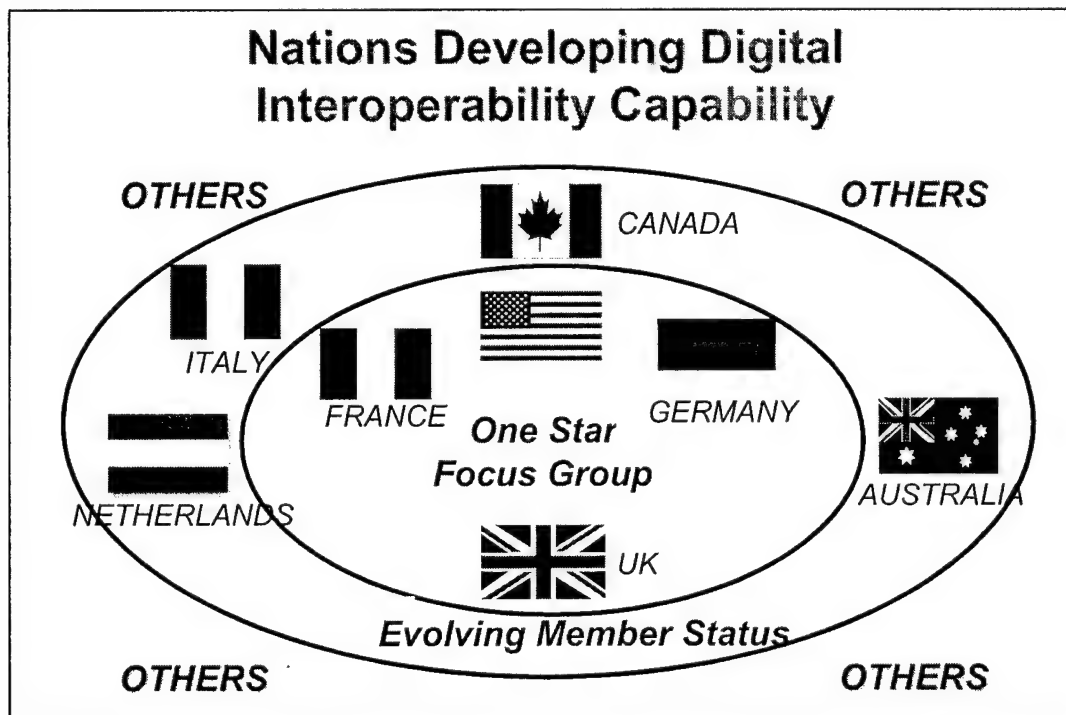 Nations Developing Digital
Interoperability Capability
OTHERS
OTHERS
CANADA
ITALY
FRANCE
GERMANY
One Star
Focus Group
NETHERLANDS
AUSTRALIA
UK
Evolving Member Status
OTHERS
OTHERS